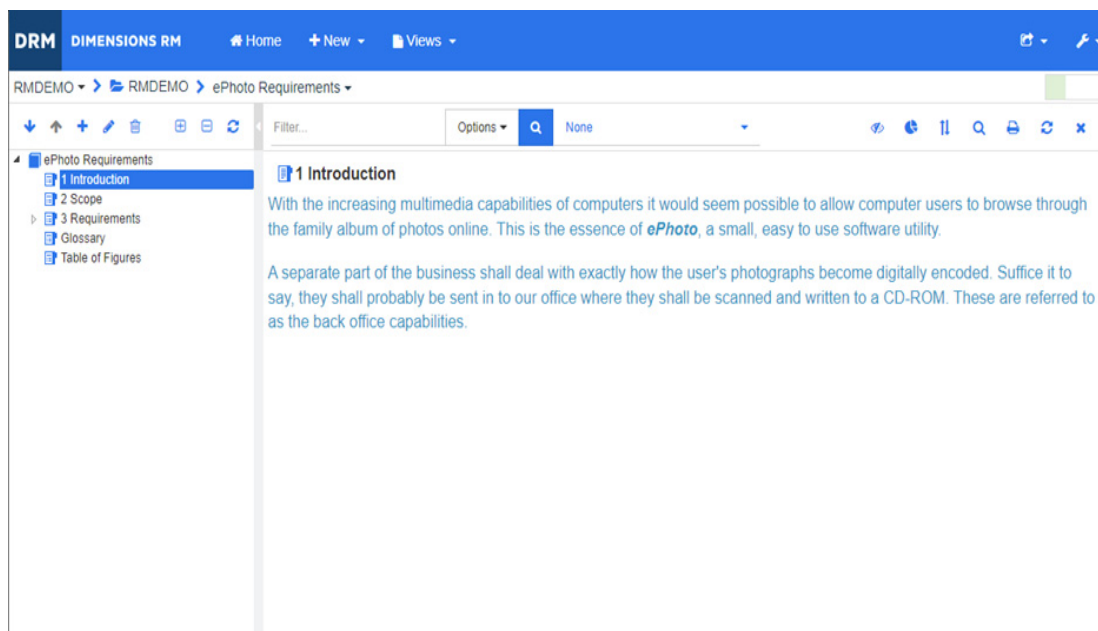 DRM DIMENSIONS RM Home New Views
RMDEMO RMDEMO ePhoto Requirements
Filter... Options None
ePhoto Requirements
1 Introduction
2 Scope
3 Requirements
Glossary
Table of Figures
1 Introduction
With the increasing multimedia capabilities of computers it would seem possible to allow computer users to browse through
the family album of photos online. This is the essence of ePhoto, a small, easy to use software utility.
A separate part of the business shall deal with exactly how the user's photographs become digitally encoded. Suffice it to
say, they shall probably be sent in to our office where they shall be scanned and written to a CD-ROM. These are referred to
as the back office capabilities.